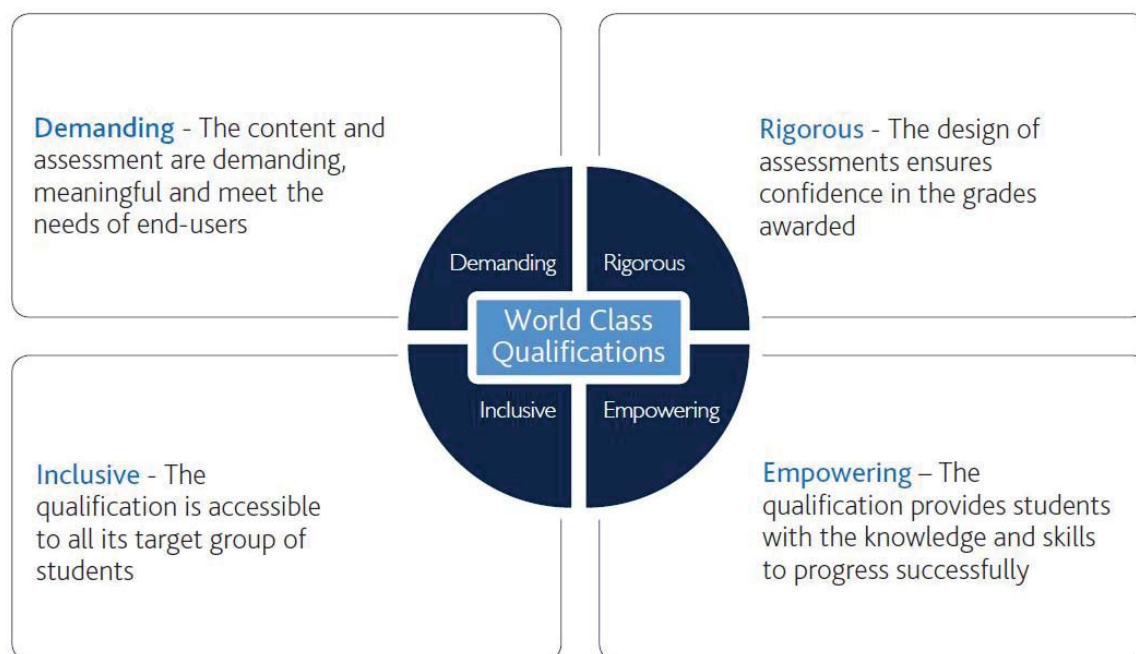 Demanding - The content and
assessment are demanding,
meaningful and meet the
needs of end-users
Rigorous - The design of
assessments ensures
confidence in the grades
awarded
Demanding
Rigorous
World Class
Qualifications
Inclusive
Empowering
Inclusive - The
qualification is accessible
to all its target group of
students
Empowering – The
qualification provides students
with the knowledge and skills
to progress successfully